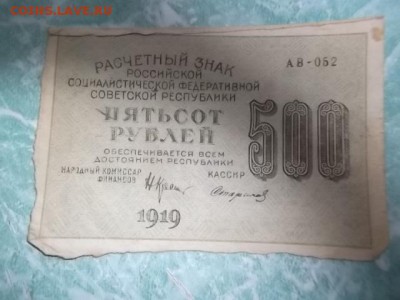 coins.lave.ru
РАСЧЕТНЫЙ ЗНАК
РОССИЙСКОЙ
СОЦИАЛИСТИЧЕСКОЙ ФЕДЕРАТИВНОЙ
СОВЕТСКОЙ РЕСПУБЛИКИ
АВ-052
ПЯТЬСОТ
РУБЛЕЙ
500
ОБЕСПЕЧИВАЕТСЯ ВСЕМ
ДОСТОЯНИЕМ РЕСПУБЛИКИ
НАРОДНЫЙ КОМИССАР
ФИНАНСОВ
КАССИР
1919